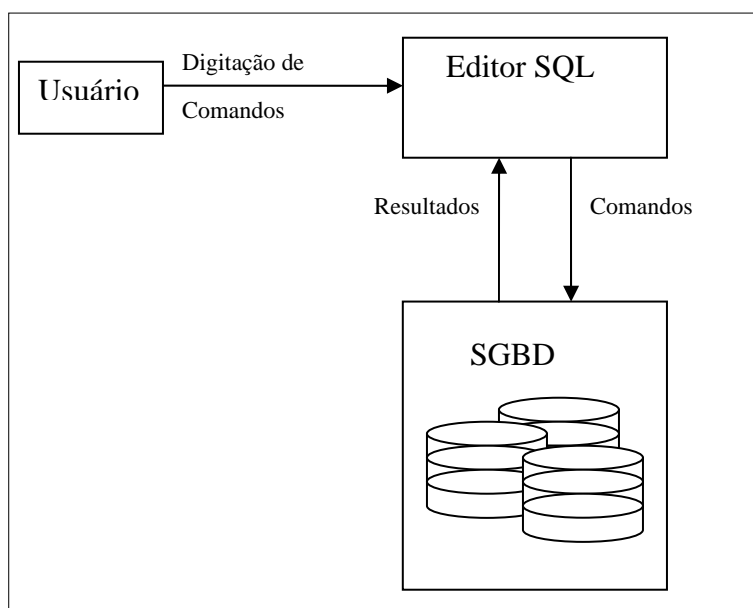 Usuário
Digitação de
Comandos
Editor SQL
Resultados
Comandos
SGBD